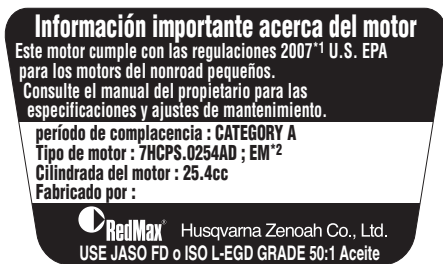 Información importante acerca del motor
Este motor cumple con las regulaciones 2007*1 U.S. EPA
para los motors del nonroad pequeños.
Consulte el manual del propietario para las
especificaciones y ajustes de mantenimiento.
período de complacencia : CATEGORY A
Tipo de motor : 7HCPS.0254AD ; EM*2
Cilindrada del motor : 25.4cc
Fabricado por :
RedMax® Husqvarna Zenoah Co., Ltd.
USE JASO FD o ISO L-EGD GRADE 50:1 Aceite